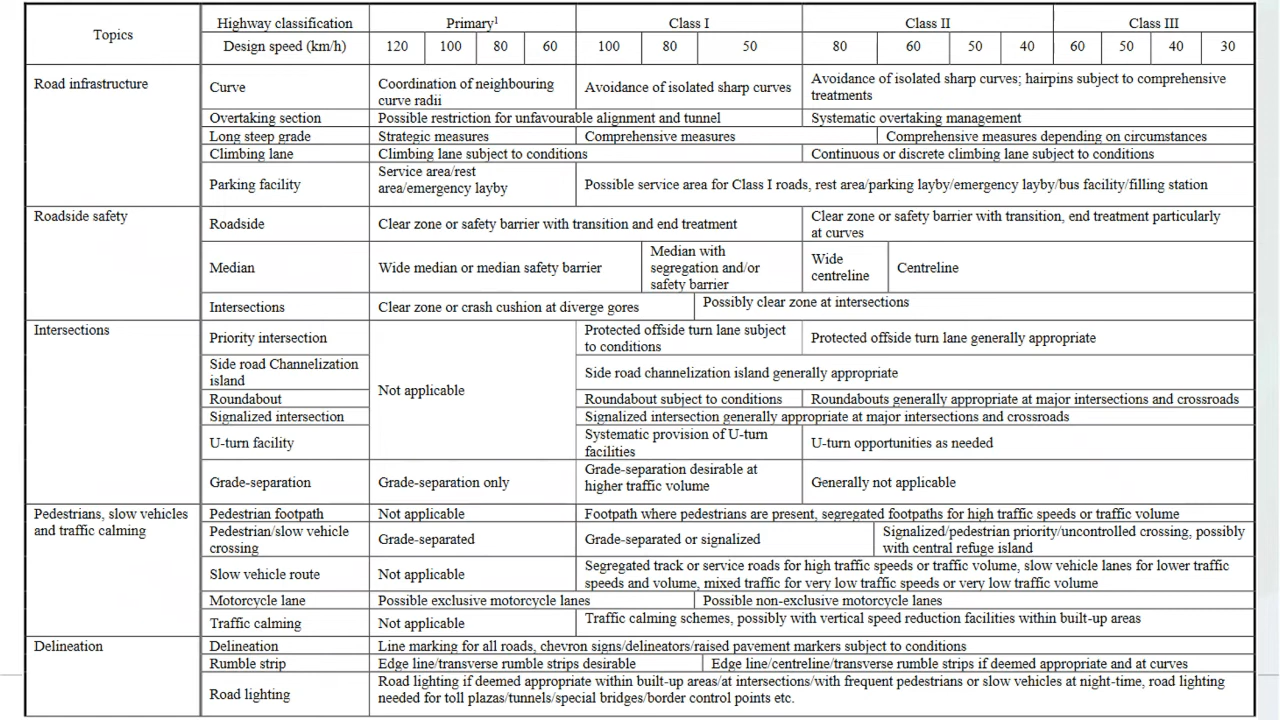 Topics
Highway classification
Primary1
Class I
Class II
Class III
Design speed (km/h)
120
100
80
60
100
80
50
80
60
50
40
60
50
40
30
Road infrastructure
Curve
Coordination of neighbouring
curve radii
Avoidance of isolated sharp curves
Avoidance of isolated sharp curves; hairpins subject to comprehensive
treatments
Overtaking section
Possible restriction for unfavourable alignment and tunnel
Systematic overtaking management
Long steep grade
Strategic measures
Comprehensive measures
Comprehensive measures depending on circumstances
Climbing lane
Climbing lane subject to conditions
Continuous or discrete climbing lane subject to conditions
Parking facility
Service area/rest
area/emergency layby
Possible service area for Class I roads, rest area/parking layby/emergency layby/bus facility/filling station
Roadside safety
Roadside
Clear zone or safety barrier with transition and end treatment
Clear zone or safety barrier with transition, end treatment particularly
at curves
Median
Wide median or median safety barrier
Median with
segregation and/or
safety barrier
Wide
centreline
Centreline
Intersections
Clear zone or crash cushion at diverge gores
Possibly clear zone at intersections
Intersections
Priority intersection
Not applicable
Protected offside turn lane subject
to conditions
Protected offside turn lane generally appropriate
Side road Channelization
island
Side road channelization island generally appropriate
Roundabout
Roundabout subject to conditions
Roundabouts generally appropriate at major intersections and crossroads
Signalized intersection
Signalized intersection generally appropriate at major intersections and crossroads
U-turn facility
Systematic provision of U-turn
facilities
U-turn opportunities as needed
Grade-separation
Grade-separation only
Grade-separation desirable at
higher traffic volume
Generally not applicable
Pedestrians, slow vehicles
and traffic calming
Pedestrian footpath
Not applicable
Footpath where pedestrians are present, segregated footpaths for high traffic speeds or traffic volume
Pedestrian/slow vehicle
crossing
Grade-separated
Grade-separated or signalized
Signalized/pedestrian priority/uncontrolled crossing, possibly
with central refuge island
Slow vehicle route
Not applicable
Segregated track or service roads for high traffic speeds or traffic volume, slow vehicle lanes for lower traffic
speeds and volume, mixed traffic for very low traffic speeds or very low traffic volume
Motorcycle lane
Possible exclusive motorcycle lanes
Possible non-exclusive motorcycle lanes
Traffic calming
Not applicable
Traffic calming schemes, possibly with vertical speed reduction facilities within built-up areas
Delineation
Delineation
Line marking for all roads, chevron signs/delineators/raised pavement markers subject to conditions
Rumble strip
Edge line/transverse rumble strips desirable
Edge line/centreline/transverse rumble strips if deemed appropriate and at curves
Road lighting
Road lighting if deemed appropriate within built-up areas/at intersections/with frequent pedestrians or slow vehicles at night-time, road lighting
needed for toll plazas/tunnels/special bridges/border control points etc.